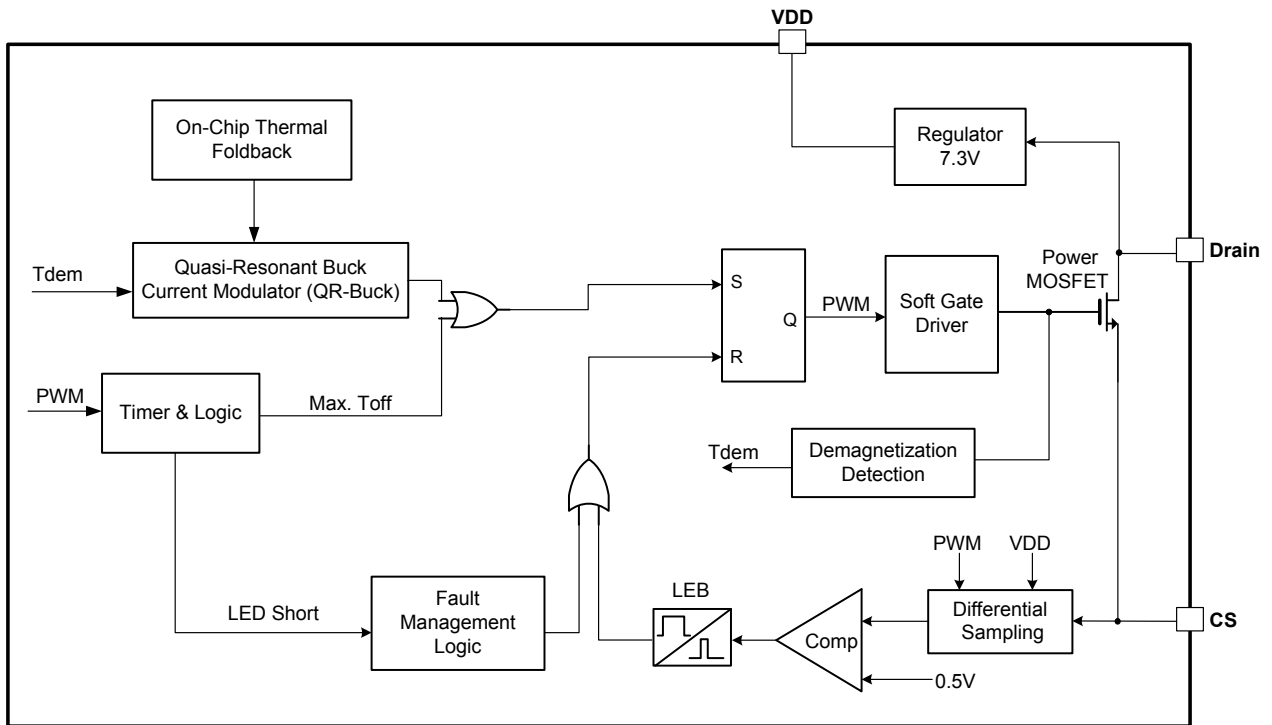 VDD
On-Chip Thermal
Foldback
Regulator
7.3V
Tdem
Quasi-Resonant Buck
Current Modulator (QR-Buck)
Power
MOSFET
Drain
S
Q
R
PWM
Soft Gate
Driver
PWM
Timer & Logic
Max. Toff
Tdem
Demagnetization
Detection
PWM
VDD
LED Short
Fault
Management
Logic
LEB
Comp
Differential
Sampling
CS
0.5V